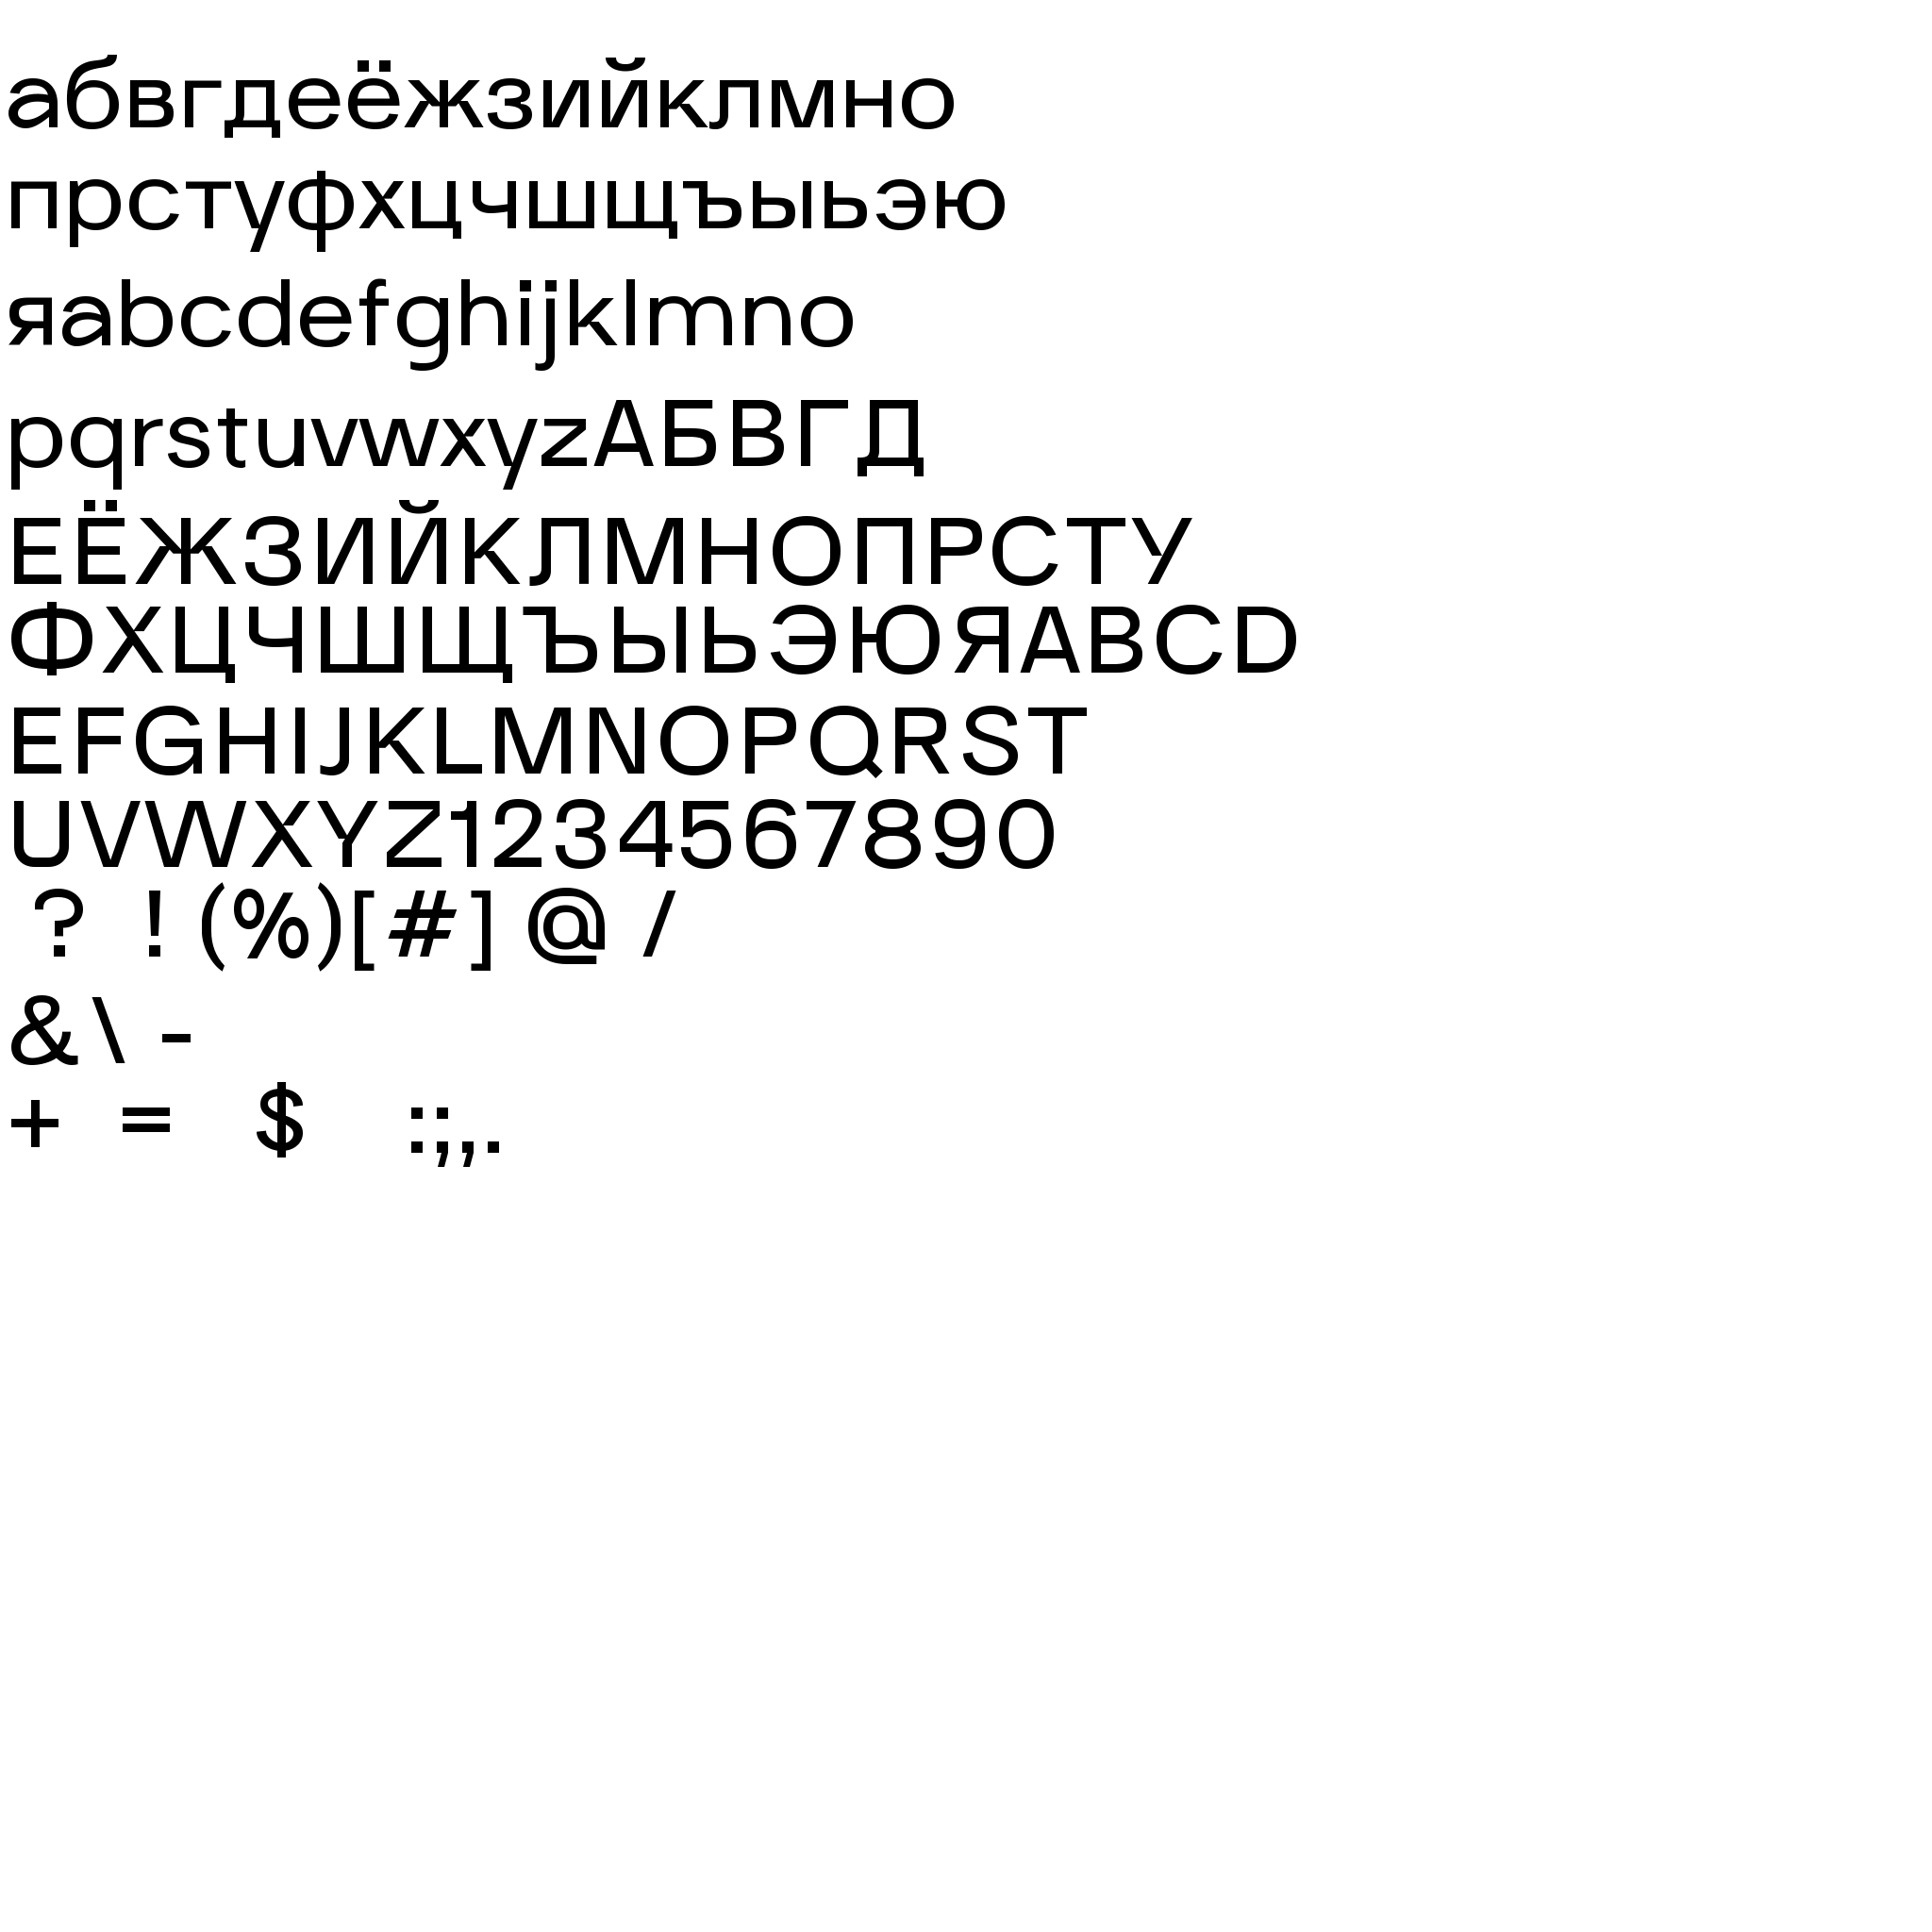 абвгдеёжзийклмно
прстуфхцчшщъыьэю
яabcdefghijklmno
pqrstuvwxyzАБВГД
ЕЁЖЗИЙКЛМНОПРСТУ
ФХЦЧШЩЪЫЬЭЮЯABCD
EFGHIJKLMNOPQRST
UVWXYZ1234567890
? ! (%)[#] @ /
& \ -
+ = $ :;,.